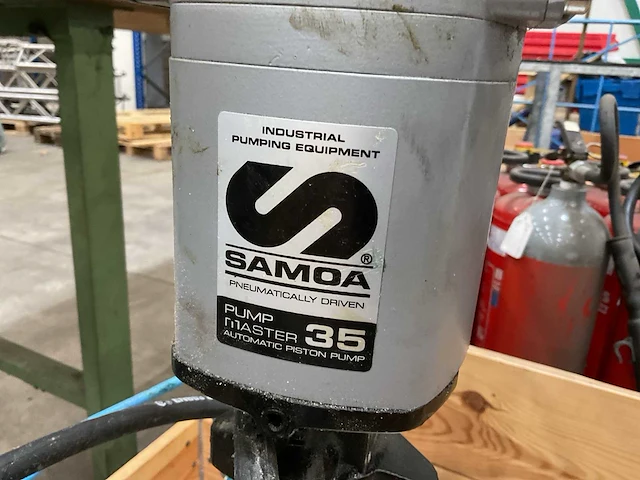 INDUSTRIAL
PUMPING EQUIPMENT
®
SAMOA
PNEUMATICALLY DRIVEN
PUMP
MASTER 35
AUTOMATIC PISTON PUMP